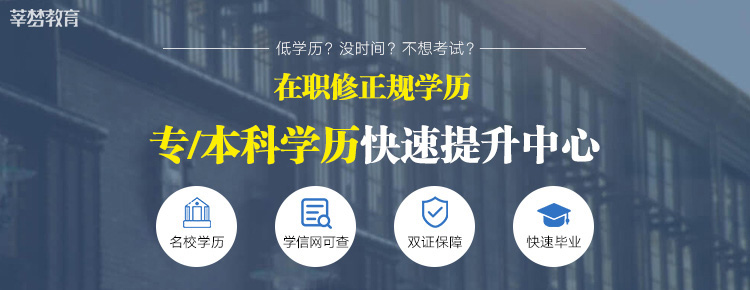 莘梦教育
低学历？没时间？不想考试？
在职修正规学历
专/本科学历快速提升中心
名校学历
学信网可查
双证保障
快速毕业